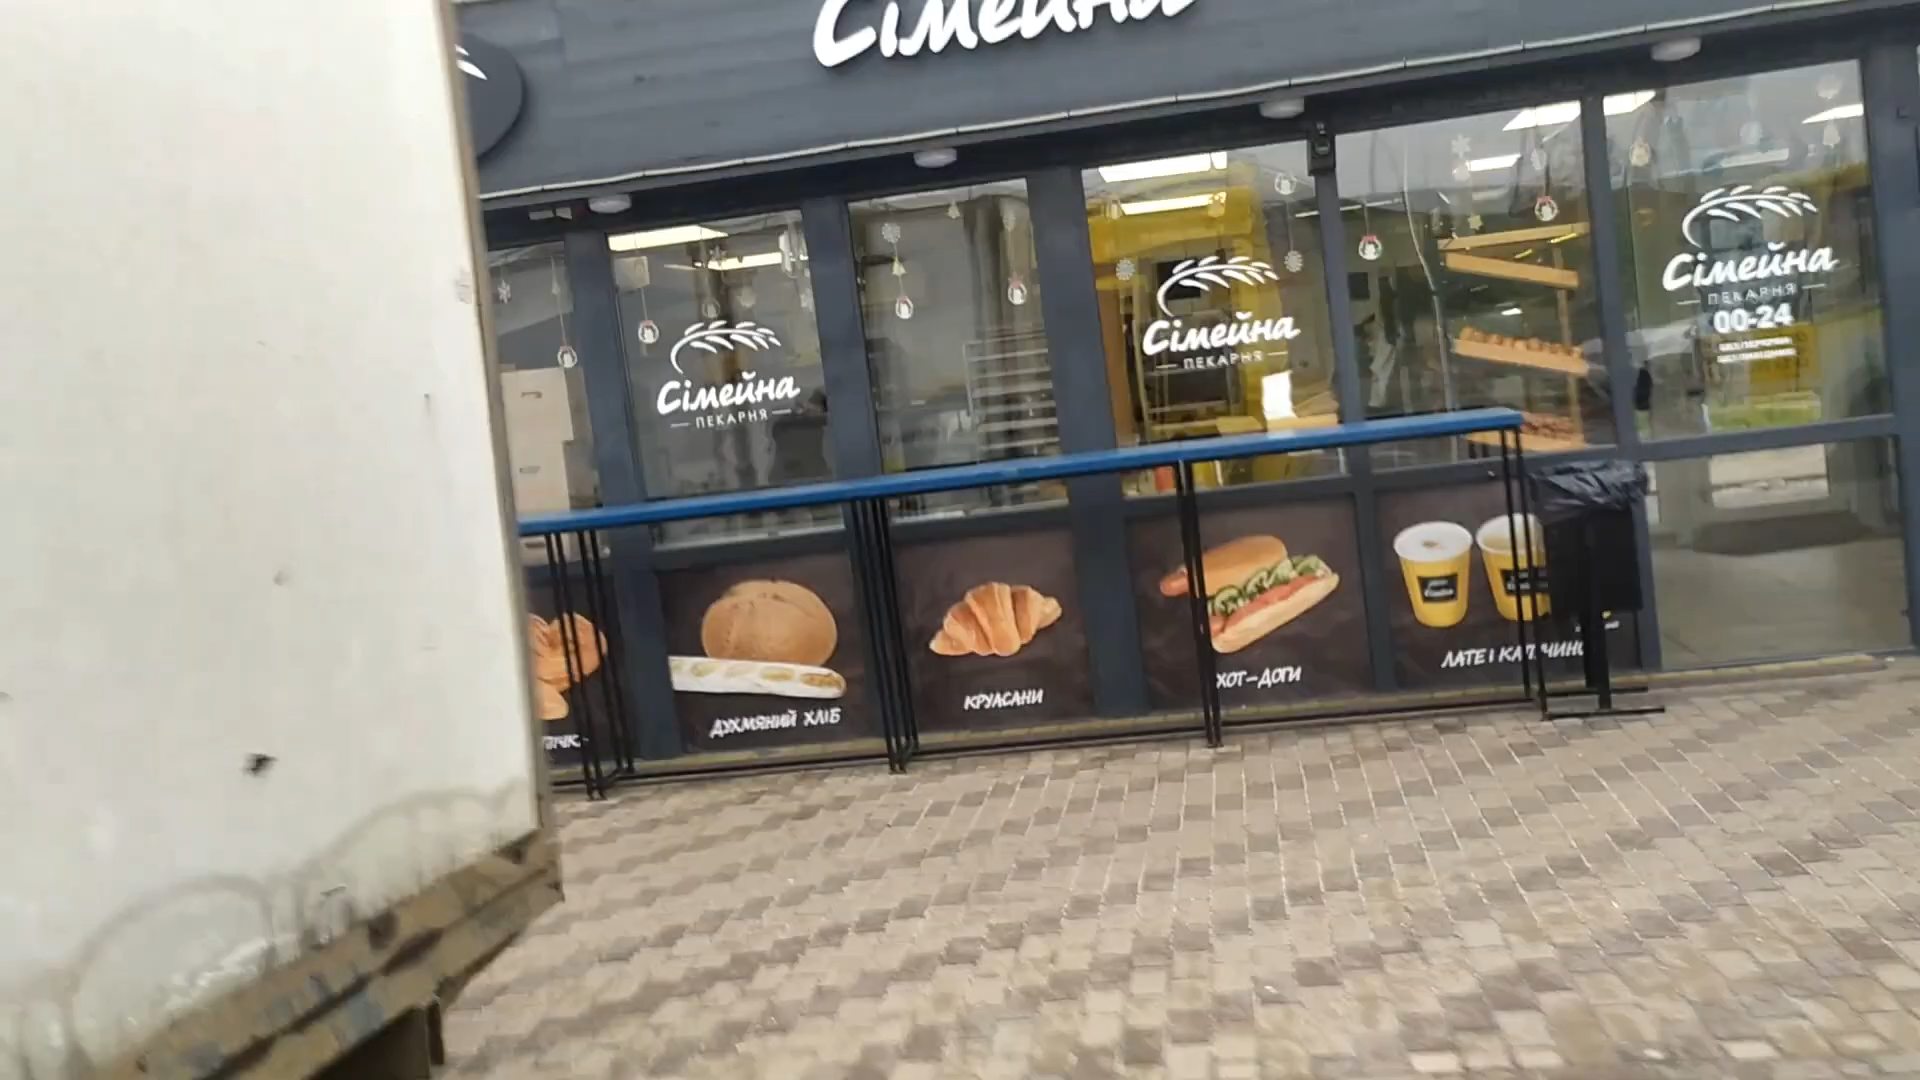 Сімейна
Сімейна
ПЕКАРНЯ
Сімейна
ПЕКАРНЯ
Сімейна
ПЕКАРНЯ
00-24
ДУХМЯНИЙ ХЛІБ
КРУАСАНИ
ХОТ-ДОГИ
ЛАТЕ І